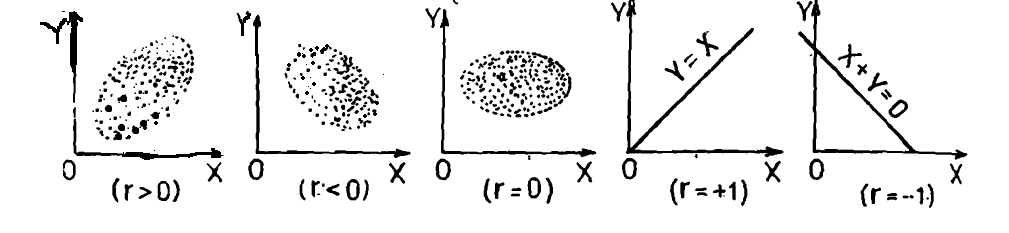 Y Y Y Y Y
Y = X
X + Y = 0
0 X 0 X 0 X 0 X 0 X
(r > 0) (r < 0) (r = 0) (r = +1) (r = -1)